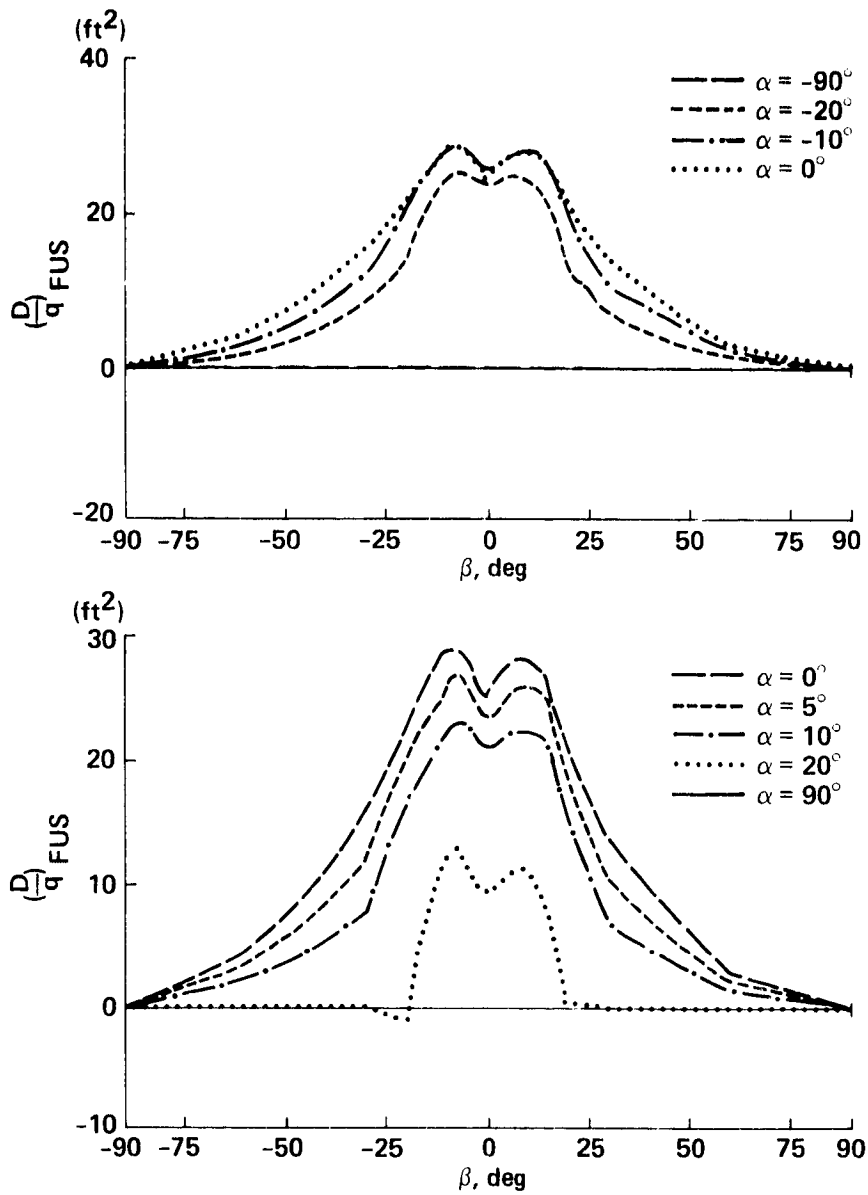 (ft2)
40
20
0
-20
(D/q) FUS
-90 -75 -50 -25 0 25 50 75 90
β, deg
α = -90°
α = -20°
α = -10°
α = 0°
(ft2)
30
20
10
0
-10
(D/q) FUS
-90 -75 -50 -25 0 25 50 75 90
β, deg
α = 0°
α = 5°
α = 10°
α = 20°
α = 90°